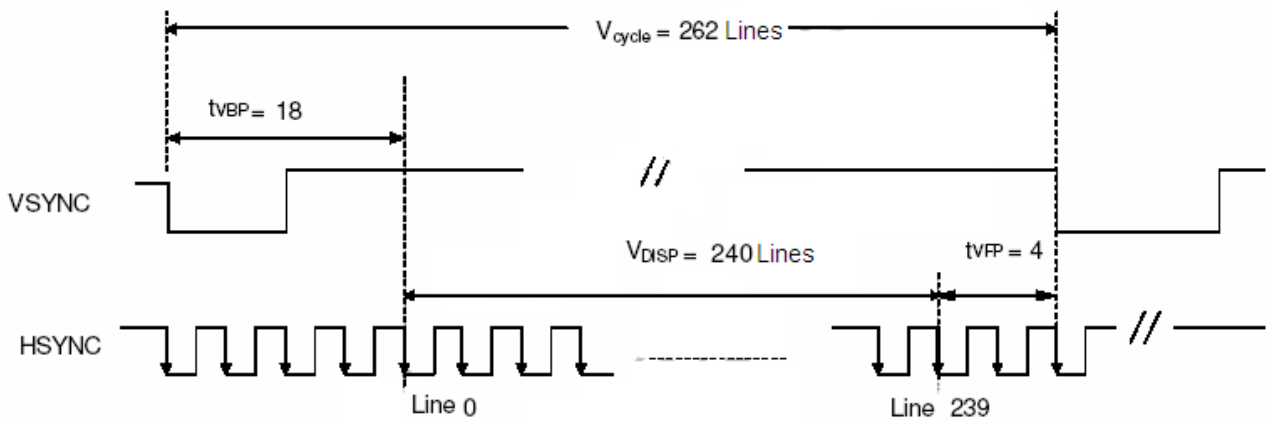 Vcycle = 262 Lines
tVBP = 18
VSYNC
VDISP = 240 Lines
tVFP = 4
HSYNC
Line 0
Line 239